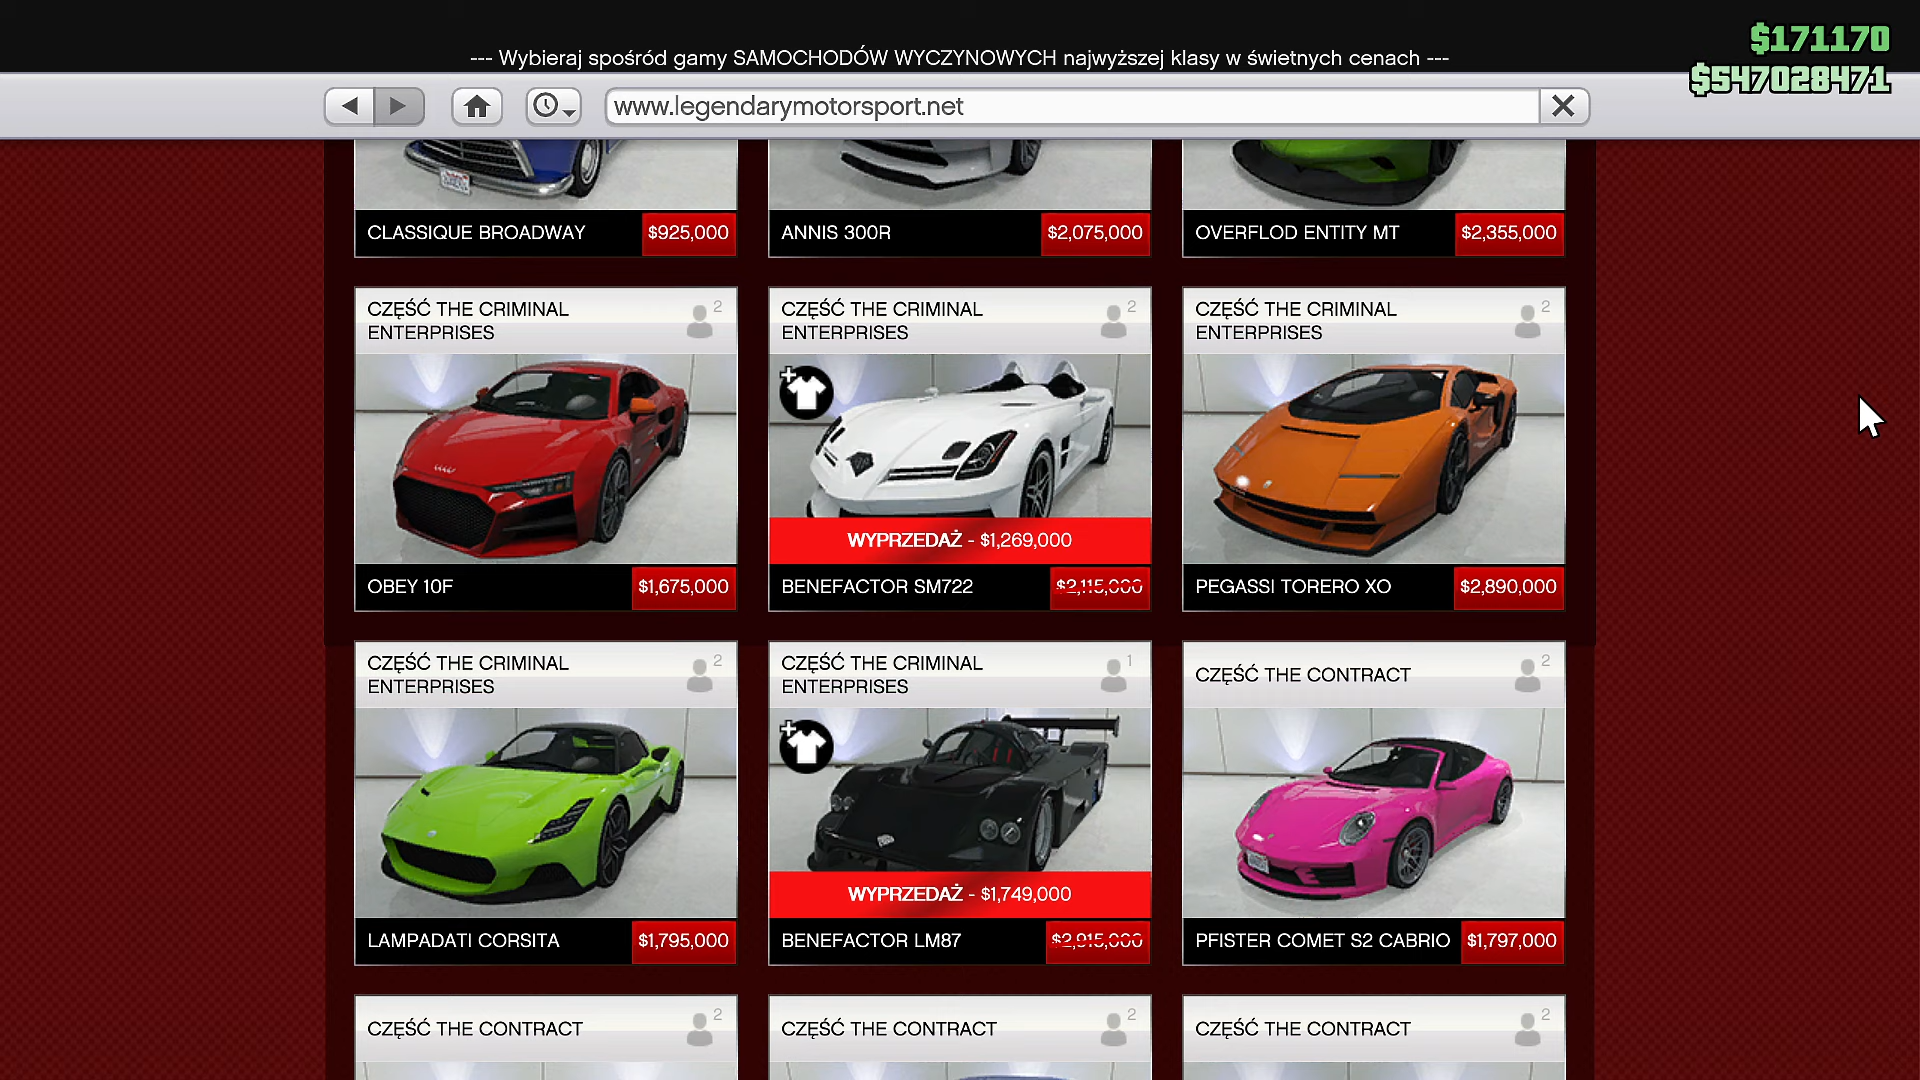 $171170
--- Wybieraj spośród gamy SAMOCHODÓW WYCZYNOWYCH najwyższej klasy w świetnych cenach ---
$547028471
www.legendarymotorsport.net
CLASSIQUE BROADWAY $925,000
ANNIS 300R $2,075,000
OVERFLOD ENTITY MT $2,355,000
CZĘŚĆ THE CRIMINAL
ENTERPRISES
2
CZĘŚĆ THE CRIMINAL
ENTERPRISES
2
CZĘŚĆ THE CRIMINAL
ENTERPRISES
2
WYPRZEDAŻ - $1,269,000
OBEY 10F $1,675,000
BENEFACTOR SM722 $2,115,000
PEGASSI TORERO XO $2,890,000
CZĘŚĆ THE CRIMINAL
ENTERPRISES
2
CZĘŚĆ THE CRIMINAL
ENTERPRISES
1
CZĘŚĆ THE CONTRACT
2
WYPRZEDAŻ - $1,749,000
LAMPADATI CORSITA $1,795,000
BENEFACTOR LM87 $2,915,000
PFISTER COMET S2 CABRIO $1,797,000
CZĘŚĆ THE CONTRACT 2
CZĘŚĆ THE CONTRACT 2
CZĘŚĆ THE CONTRACT 2